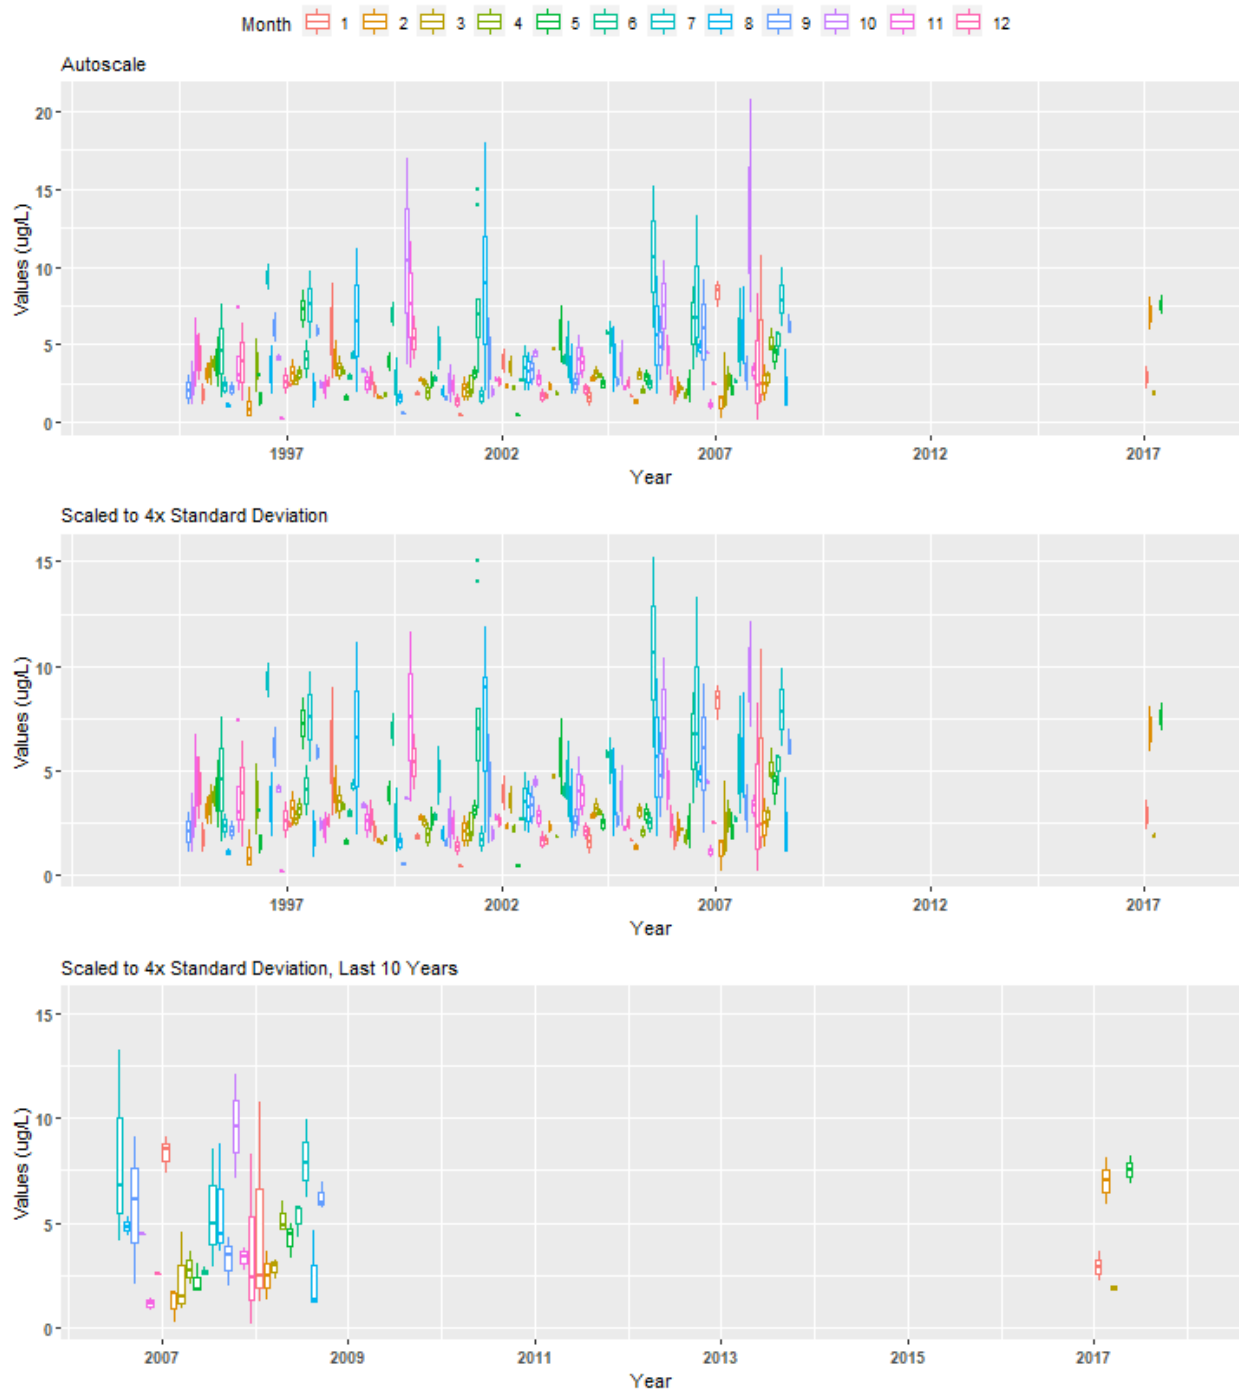 Month 1 2 3 4 5 6 7 8 9 10 11 12
Autoscale
Values (ug/L)
20
15
10
5
0
1997 2002 2007 2012 2017
Year
Scaled to 4x Standard Deviation
Values (ug/L)
15
10
5
0
1997 2002 2007 2012 2017
Year
Scaled to 4x Standard Deviation, Last 10 Years
Values (ug/L)
15
10
5
0
2007 2009 2011 2013 2015 2017
Year